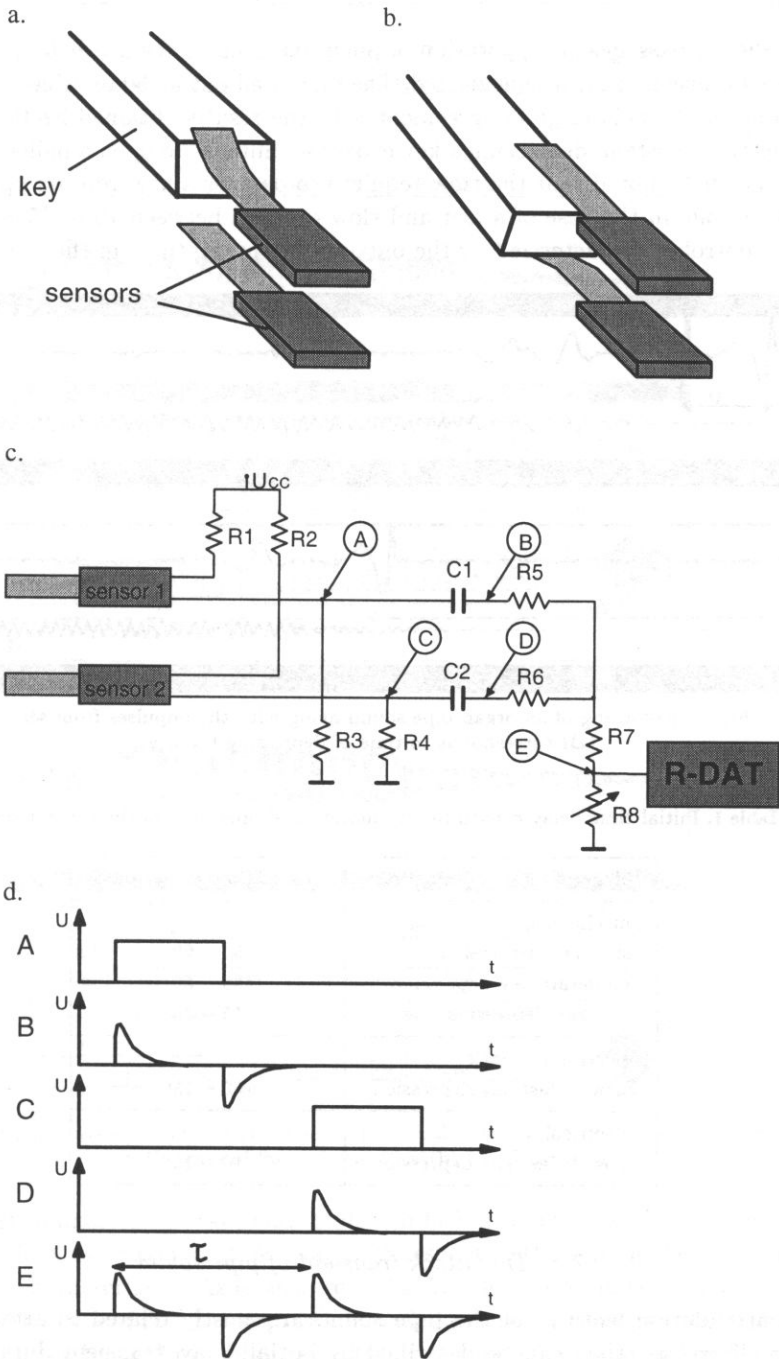 a.
b.
key
sensors
c.
Ucc
R1
R2
A
B
C1
R5
sensor 1
C
D
C2
R6
sensor 2
R3
R4
E
R7
R-DAT
R8
d.
U
A
t
U
B
t
U
C
t
U
D
t
U
E
τ
t